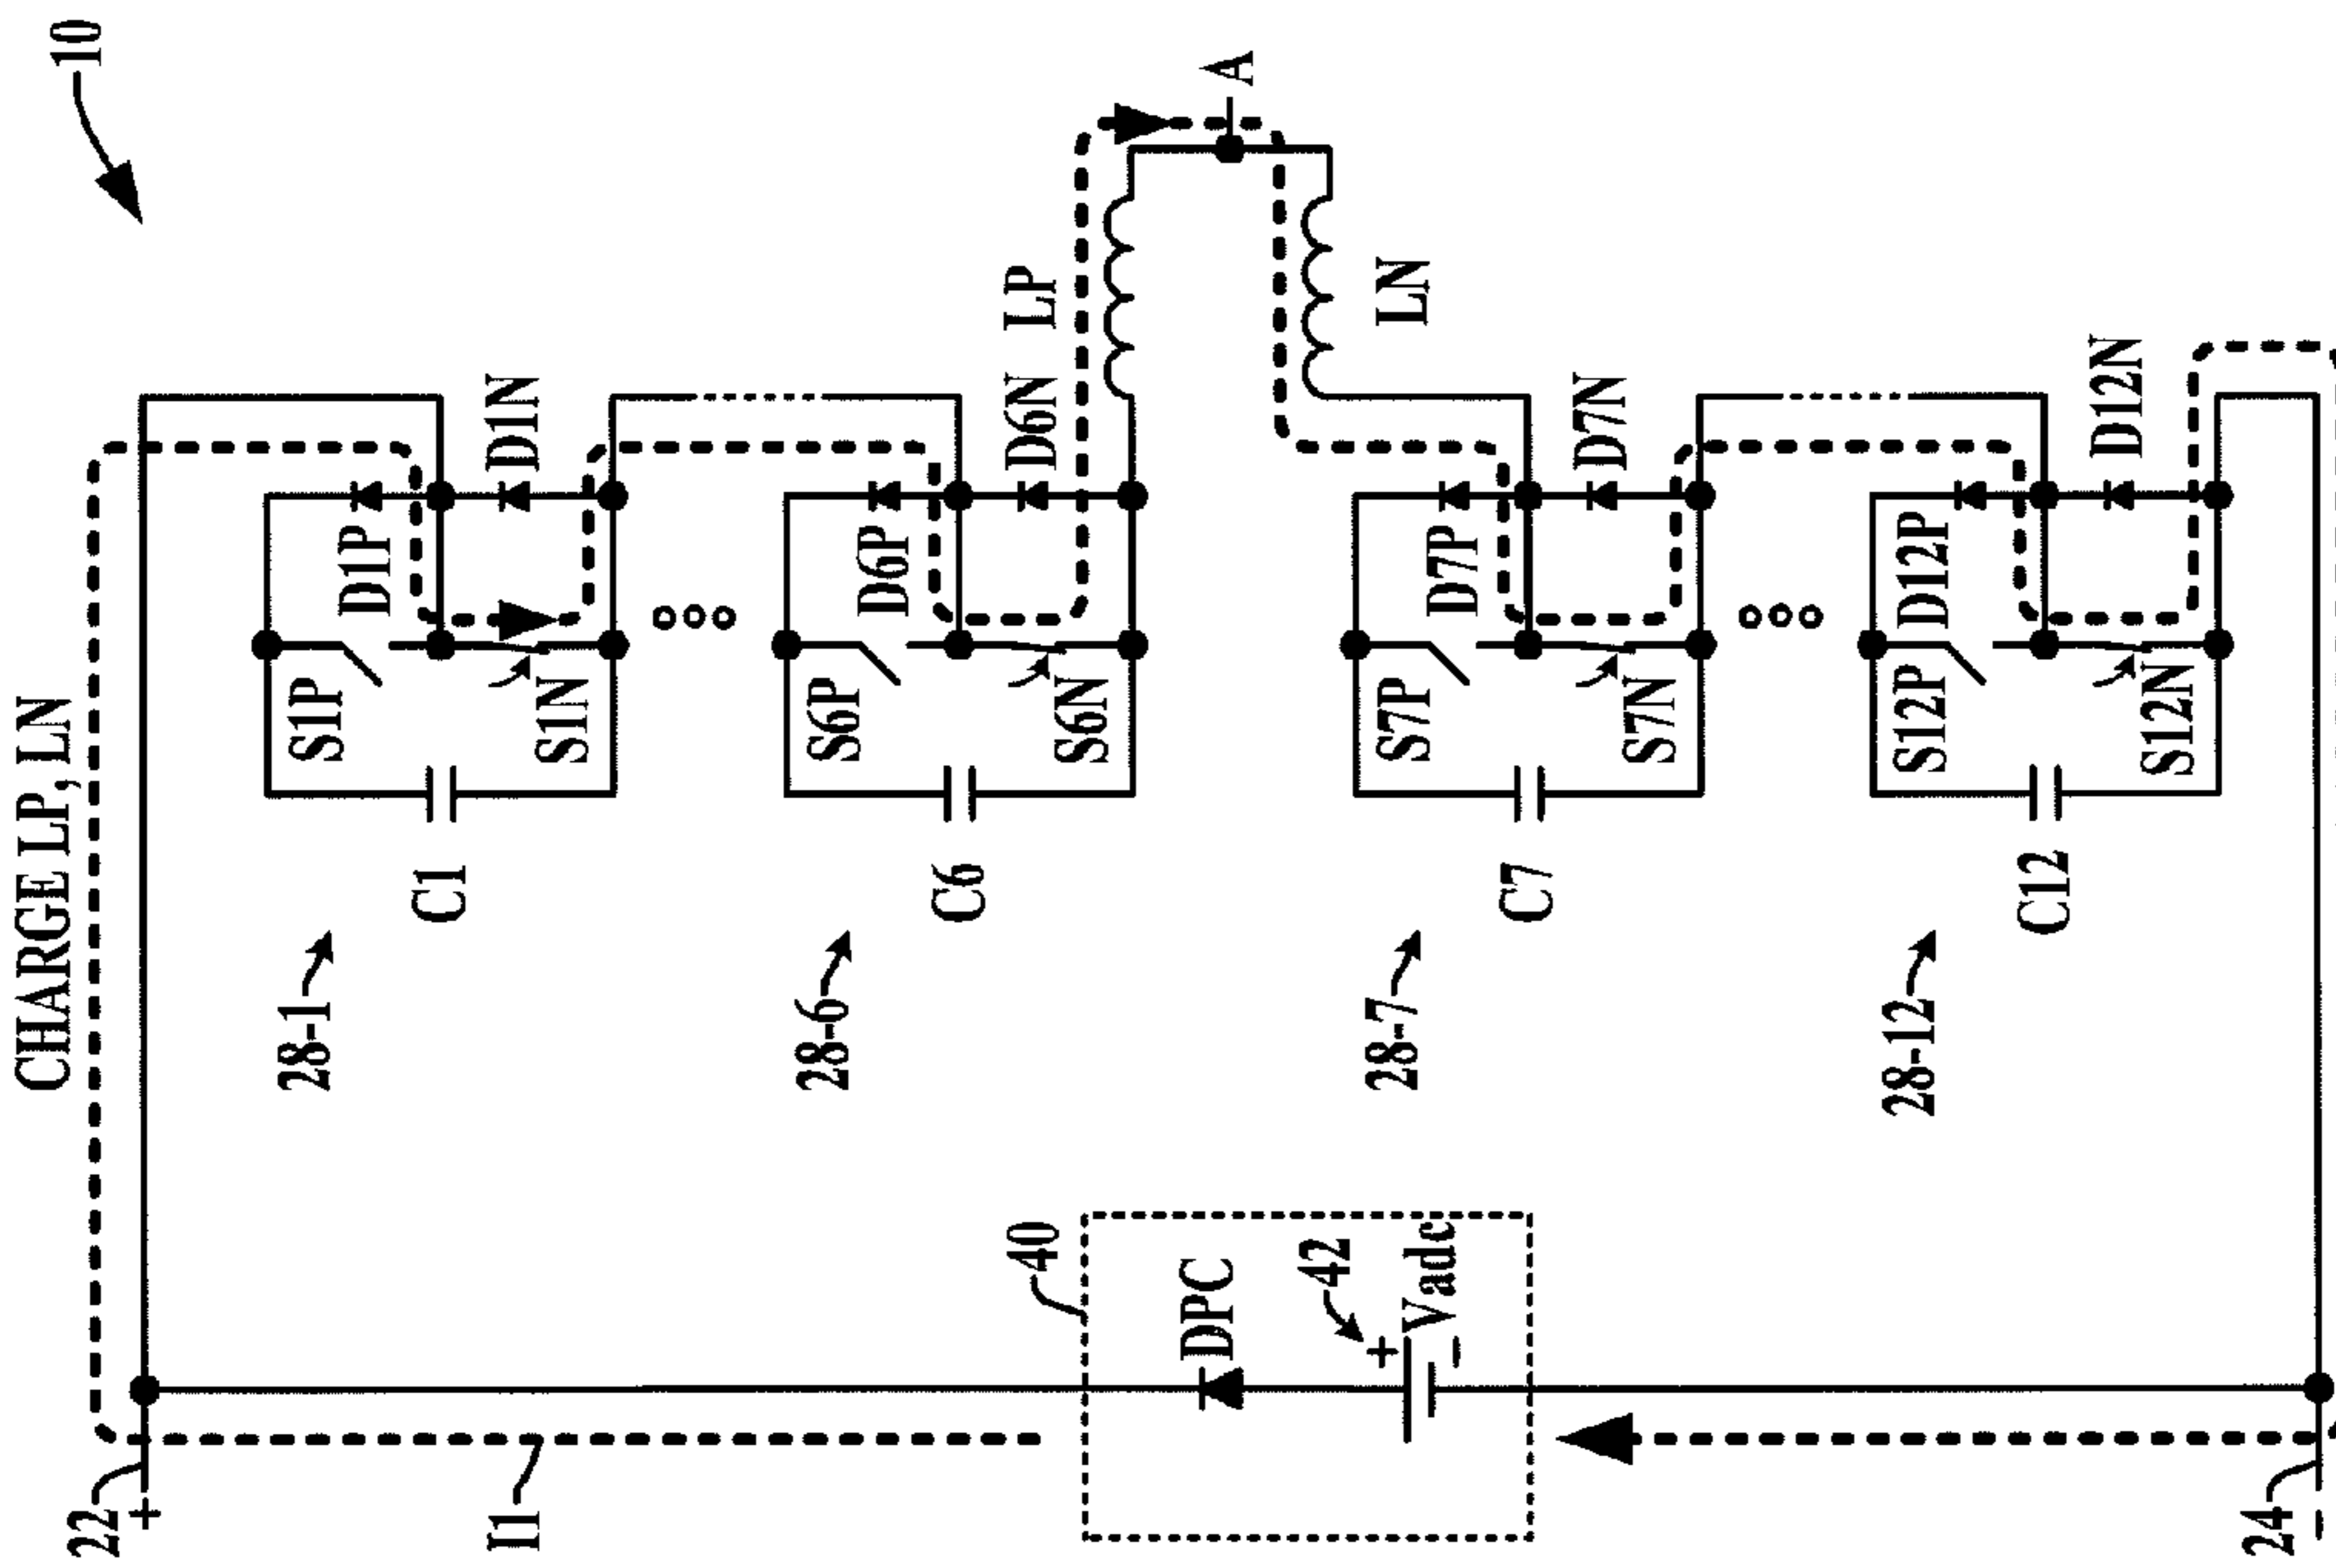 CHARGE LP, LN
10
22
+
I1
28-1
C1
S1P
S1N
D1P
D1N
28-6
C6
S6P
S6N
D6P
D6N
LP
A
LN
40
DPC
42
+
Vadc
-
28-7
C7
S7P
S7N
D7P
D7N
28-12
C12
S12P
S12N
D12P
D12N
24
-